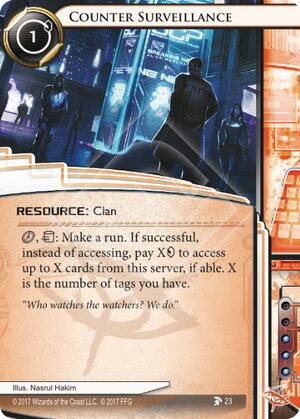 Counter Surveillance
1
BREAKING NEWS
RESOURCE: Clan
, : Make a run. If successful,
instead of accessing, pay X to access
up to X cards from this server, if able. X
is the number of tags you have.
"Who watches the watchers? We do."
Illus. Nasrul Hakim
© 2017 Wizards of the Coast LLC. © 2017 FFG
23